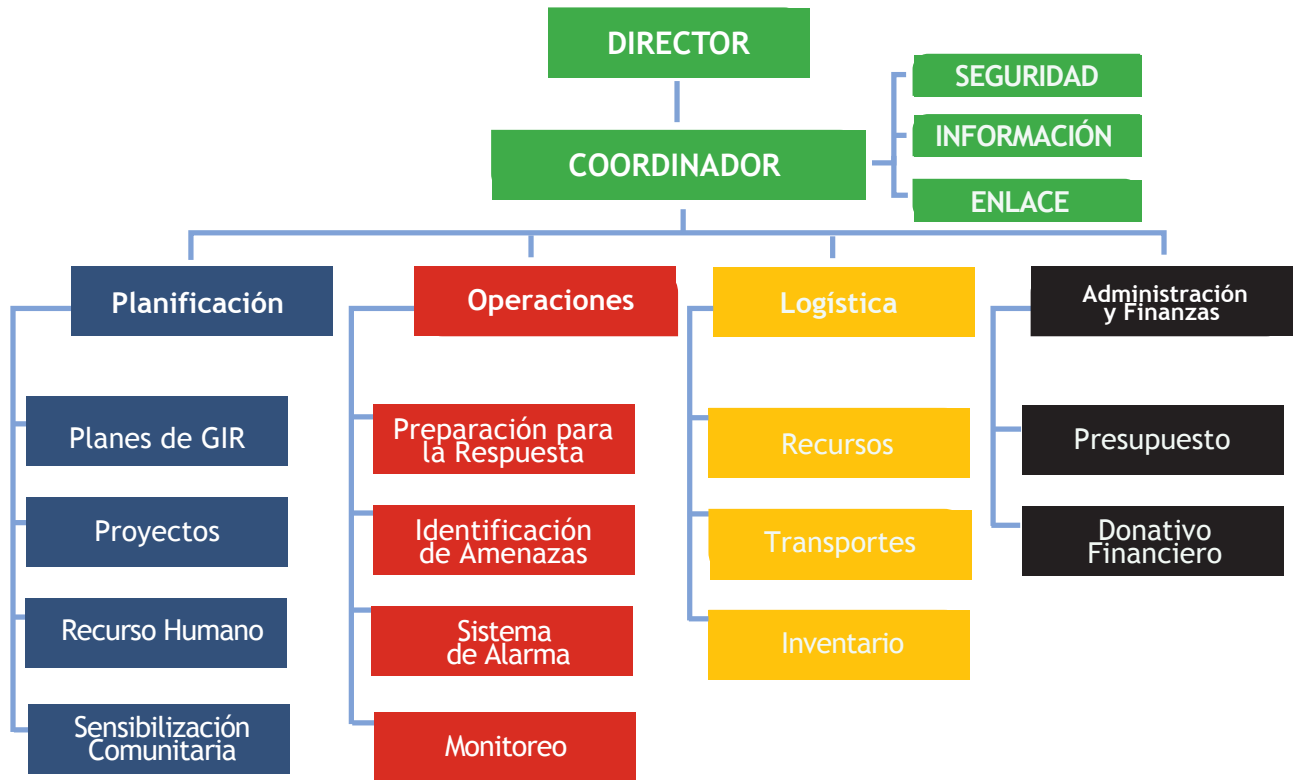 DIRECTOR
SEGURIDAD
INFORMACIÓN
COORDINADOR
ENLACE
Planificación
Operaciones
Logística
Administración
y Finanzas
Planes de GIR
Proyectos
Recurso Humano
Sensibilización
Comunitaria
Preparación para
la Respuesta
Identificación
de Amenazas
Sistema
de Alarma
Monitoreo
Recursos
Transportes
Inventario
Presupuesto
Donativo
Financiero